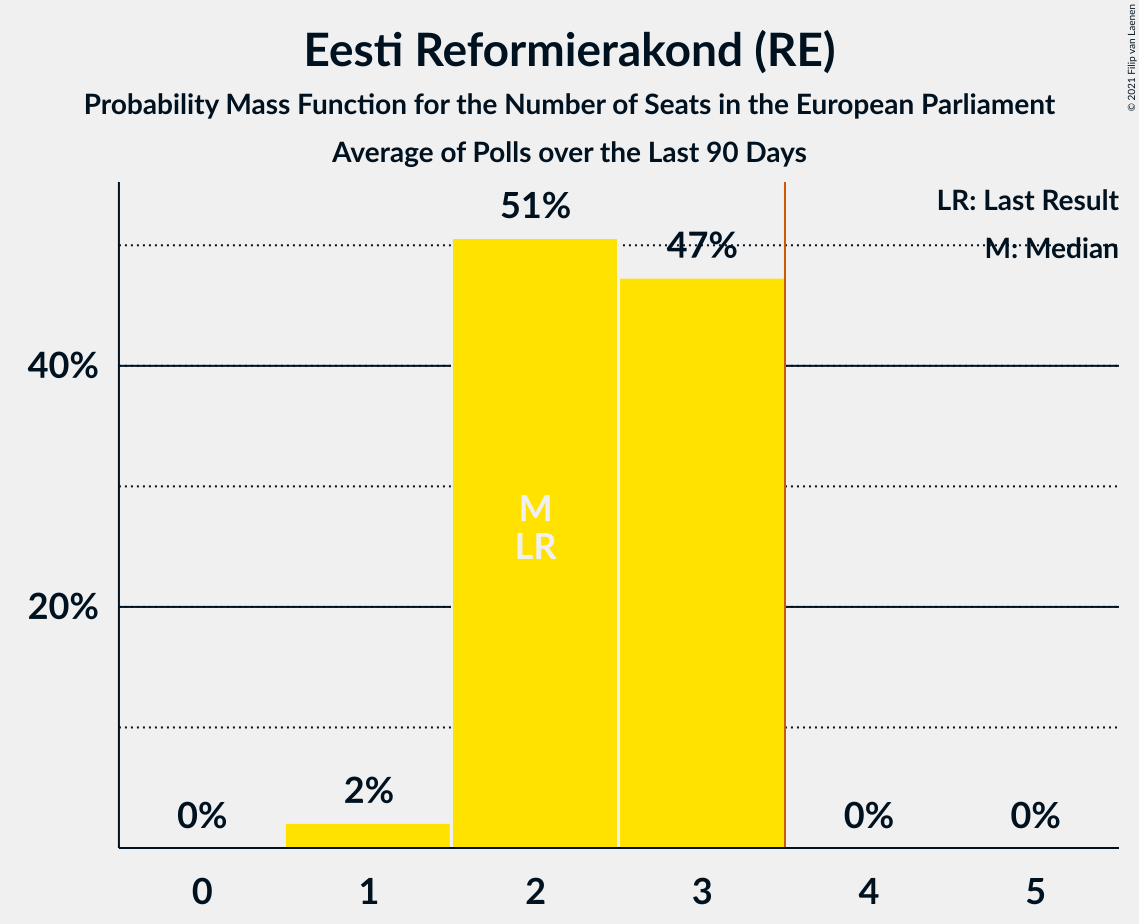 Eesti Reformierakond (RE)
Probability Mass Function for the Number of Seats in the European Parliament
Average of Polls over the Last 90 Days
© 2021 Filip van Laenen
LR: Last Result
M: Median
51%
47%
40%
M
LR
20%
2%
0%
0%
0%
0
1
2
3
4
5